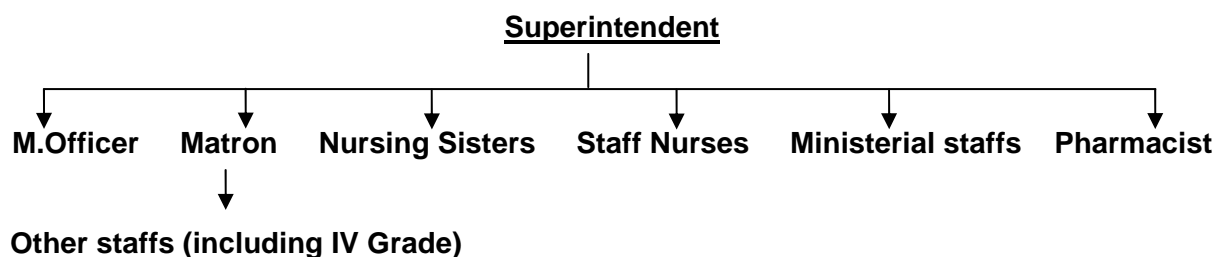 Superintendent
M.Officer Matron Nursing Sisters Staff Nurses Ministerial staffs Pharmacist
Other staffs (including IV Grade)